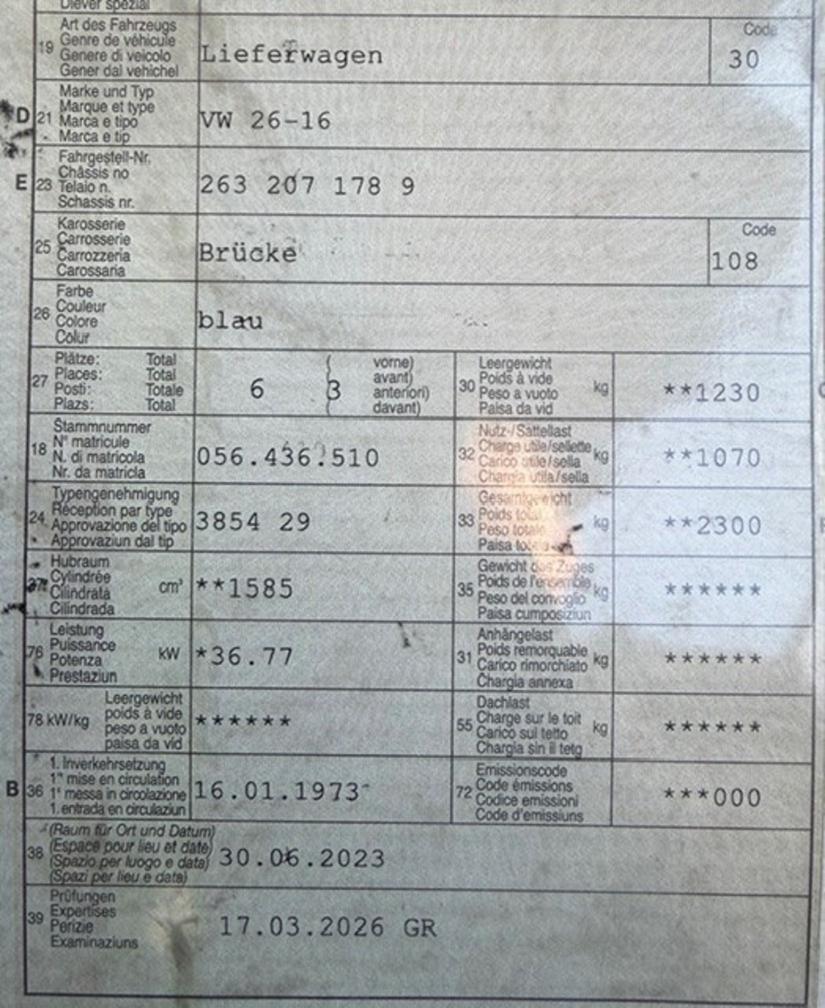 Diever spezial
Art des Fahrzeugs
19 Genre de véhicule
Genere di veicolo
Gener dal vehichel
Lieferwagen
Code
30
Marke und Typ
D 21 Marque et type
Marca e tipo
Marca e tip
VW 26-16
Fahrgestell-Nr.
E 23 Châssis no
Telaio n.
Schassis nr.
263 207 178 9
Karosserie
25 Carrosserie
Carrozzeria
Carossaria
Brücke
Code
108
Farbe
26 Couleur
Colore
Colur
blau
Plätze: Total
27 Places: Total
Posti: Totale
Plazs: Total
6 ( 3 vorne)
avant)
anteriori)
davant)
Leergewicht
30 Poids à vide kg
Peso a vuoto
Paisa da vid
**1230
Stammnummer
18 N° matricule
N. di matricola
Nr. da matricla
056.436.510
Nutz-/Sattellast
32 Charge utile/sellette kg
Carico utile/sella
Chargia utila/sella
**1070
Typengenehmigung
24 Réception par type
Approvazione del tipo
Approvaziun dal tip
3854 29
Gesamtgewicht
33 Poids total kg
Peso totale
Paisa
**2300
Hubraum
37 Cylindrée cm³
Cilindrata
Cilindrada
**1585
Gewicht des Zuges
35 Poids de l'ensemble kg
Peso del convoglio
Paisa cumposiziun
******
Leistung
76 Puissance kW
Potenza
Prestaziun
*36.77
Anhängelast
31 Poids remorquable kg
Carico rimorchiato
Chargia annexa
******
Leergewicht
78 kW/kg poids à vide
peso a vuoto
paisa da vid
******
Dachlast
55 Charge sur le toit kg
Carico sul tetto
Chargia sin il tetg
******
1. Inverkehrsetzung
B 36 1re mise en circulation
1a messa in circolazione
1. entrada en circulaziun
16.01.1973
Emissionscode
72 Code émissions
Codice emissioni
Code d'emissiuns
***000
(Raum für Ort und Datum)
38 (Espace pour lieu et date)
(Spazio per luogo e data)
(Spazi per lieu e data)
30.06.2023
Prüfungen
39 Expertises
Perizie
Examinaziuns
17.03.2026 GR